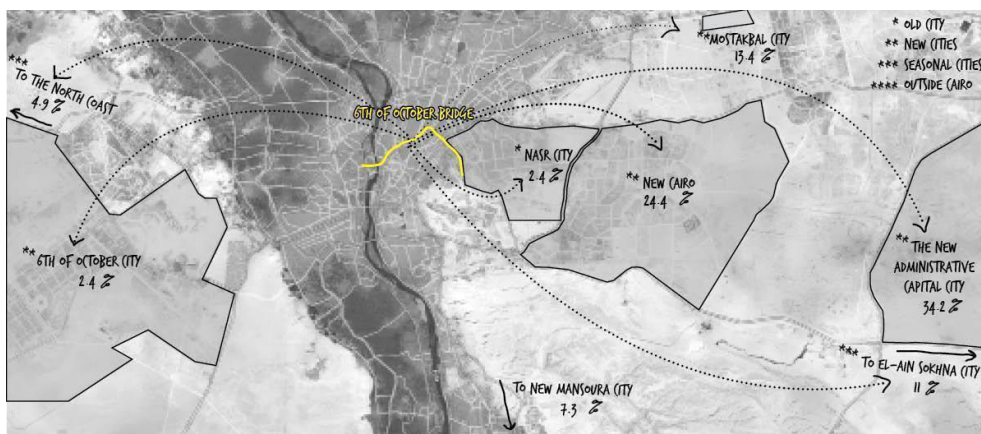 * OLD CITY
** NEW CITIES
*** SEASONAL CITIES
**** OUTSIDE CAIRO
**MOSTAKBAL CITY
13.4 %
***
TO THE NORTH COAST
4.9 %
6TH OF OCTOBER BRIDGE
* NASR CITY
2.4 %
** NEW CAIRO
24.4 %
** 6TH OF OCTOBER CITY
2.4 %
** THE NEW
ADMINISTRATIVE
CAPITAL CITY
34.2 %
***
TO EL-AIN SOKHNA CITY
11 %
TO NEW MANSOURA CITY
7.3 %